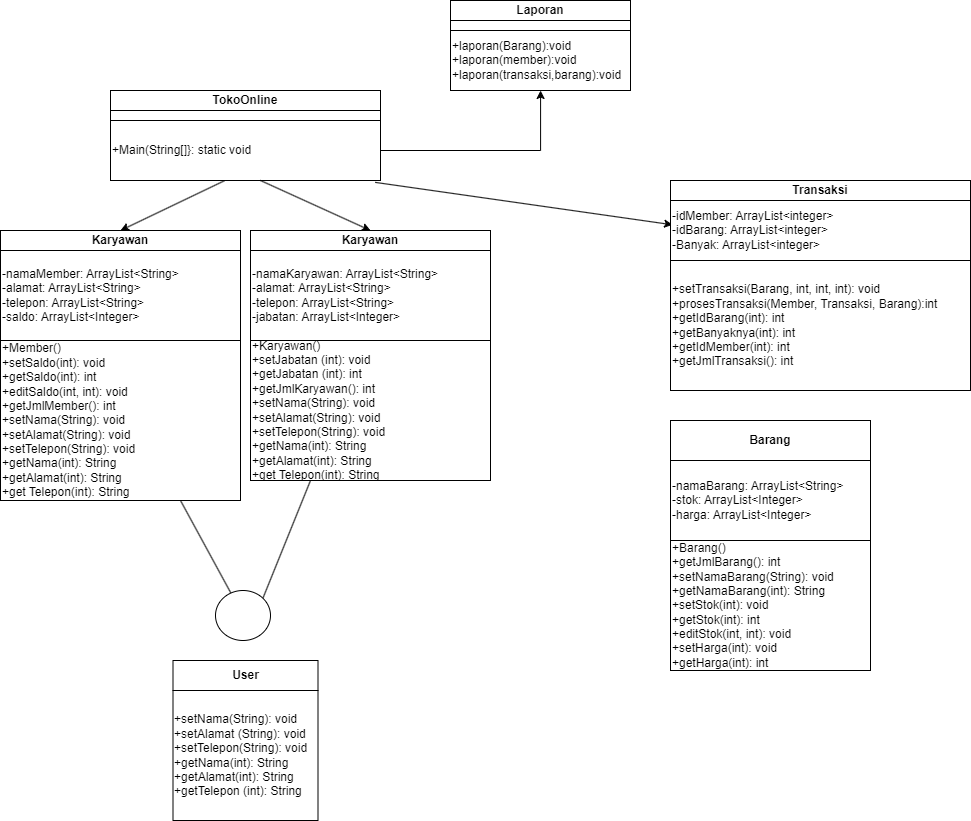 Laporan
+laporan(Barang):void
+laporan(member):void
+laporan(transaksi,barang):void
TokoOnline
+Main(String[]}: static void
Transaksi
-idMember: ArrayList<integer>
-idBarang: ArrayList<integer>
-Banyak: ArrayList<integer>
+setTransaksi(Barang, int, int, int): void
+prosesTransaksi(Member, Transaksi, Barang):int
+getIdBarang(int): int
+getBanyaknya(int): int
+getIdMember(int): int
+getJmlTransaksi(): int
Karyawan
-namaMember: ArrayList<String>
-alamat: ArrayList<String>
-telepon: ArrayList<String>
-saldo: ArrayList<Integer>
+Member()
+setSaldo(int): void
+getSaldo(int): int
+editSaldo(int, int): void
+getJmlMember(): int
+setNama(String): void
+setAlamat(String): void
+setTelepon(String): void
+getNama(int): String
+getAlamat(int): String
+get Telepon(int): String
Karyawan
-namaKaryawan: ArrayList<String>
-alamat: ArrayList<String>
-telepon: ArrayList<String>
-jabatan: ArrayList<Integer>
+Karyawan()
+setJabatan (int): void
+getJabatan (int): int
+getJmlKaryawan(): int
+setNama(String): void
+setAlamat(String): void
+setTelepon(String): void
+getNama(int): String
+getAlamat(int): String
+get Telepon(int): String
Barang
-namaBarang: ArrayList<String>
-stok: ArrayList<Integer>
-harga: ArrayList<Integer>
+Barang()
+getJmlBarang(): int
+setNamaBarang(String): void
+getNamaBarang(int): String
+setStok(int): void
+getStok(int): int
+editStok(int, int): void
+setHarga(int): void
+getHarga(int): int
User
+setNama(String): void
+setAlamat (String): void
+setTelepon(String): void
+getNama(int): String
+getAlamat(int): String
+getTelepon (int): String